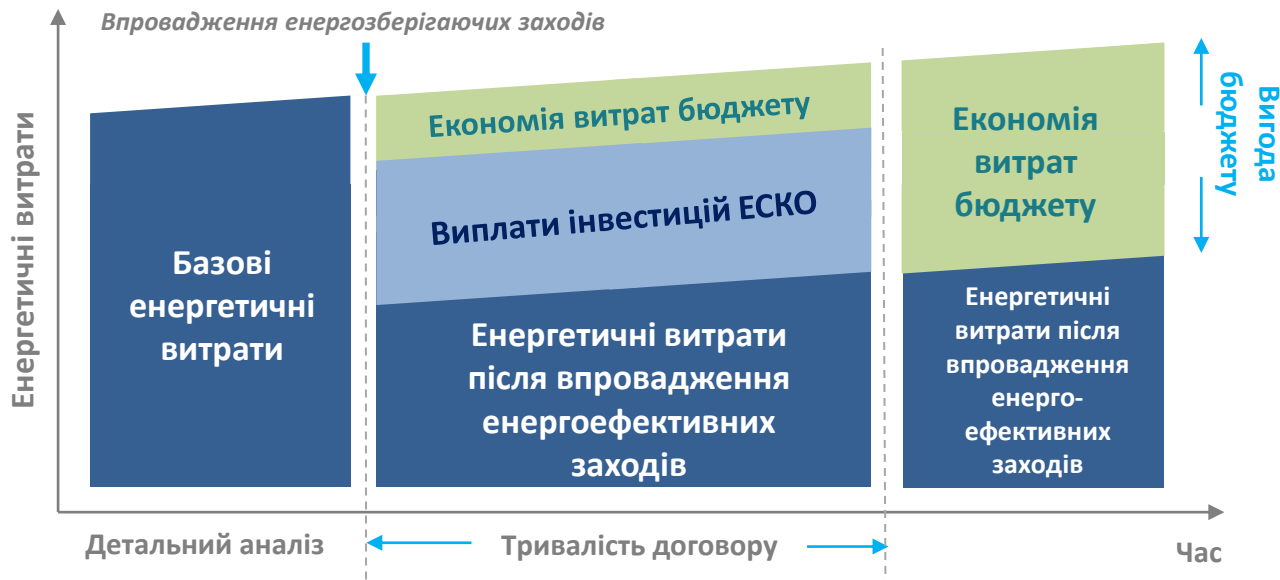 Впровадження енергозберігаючих заходів
Енергетичні витрати
Базові
енергетичні
витрати
Економія витрат бюджету
Виплати інвестицій ЕСКО
Енергетичні витрати
після впровадження
енергоефективних
заходів
Економія
витрат
бюджету
Енергетичні
витрати після
впровадження
енерго-
ефективних
заходів
Вигода
бюджету
Детальний аналіз
Тривалість договору
Час